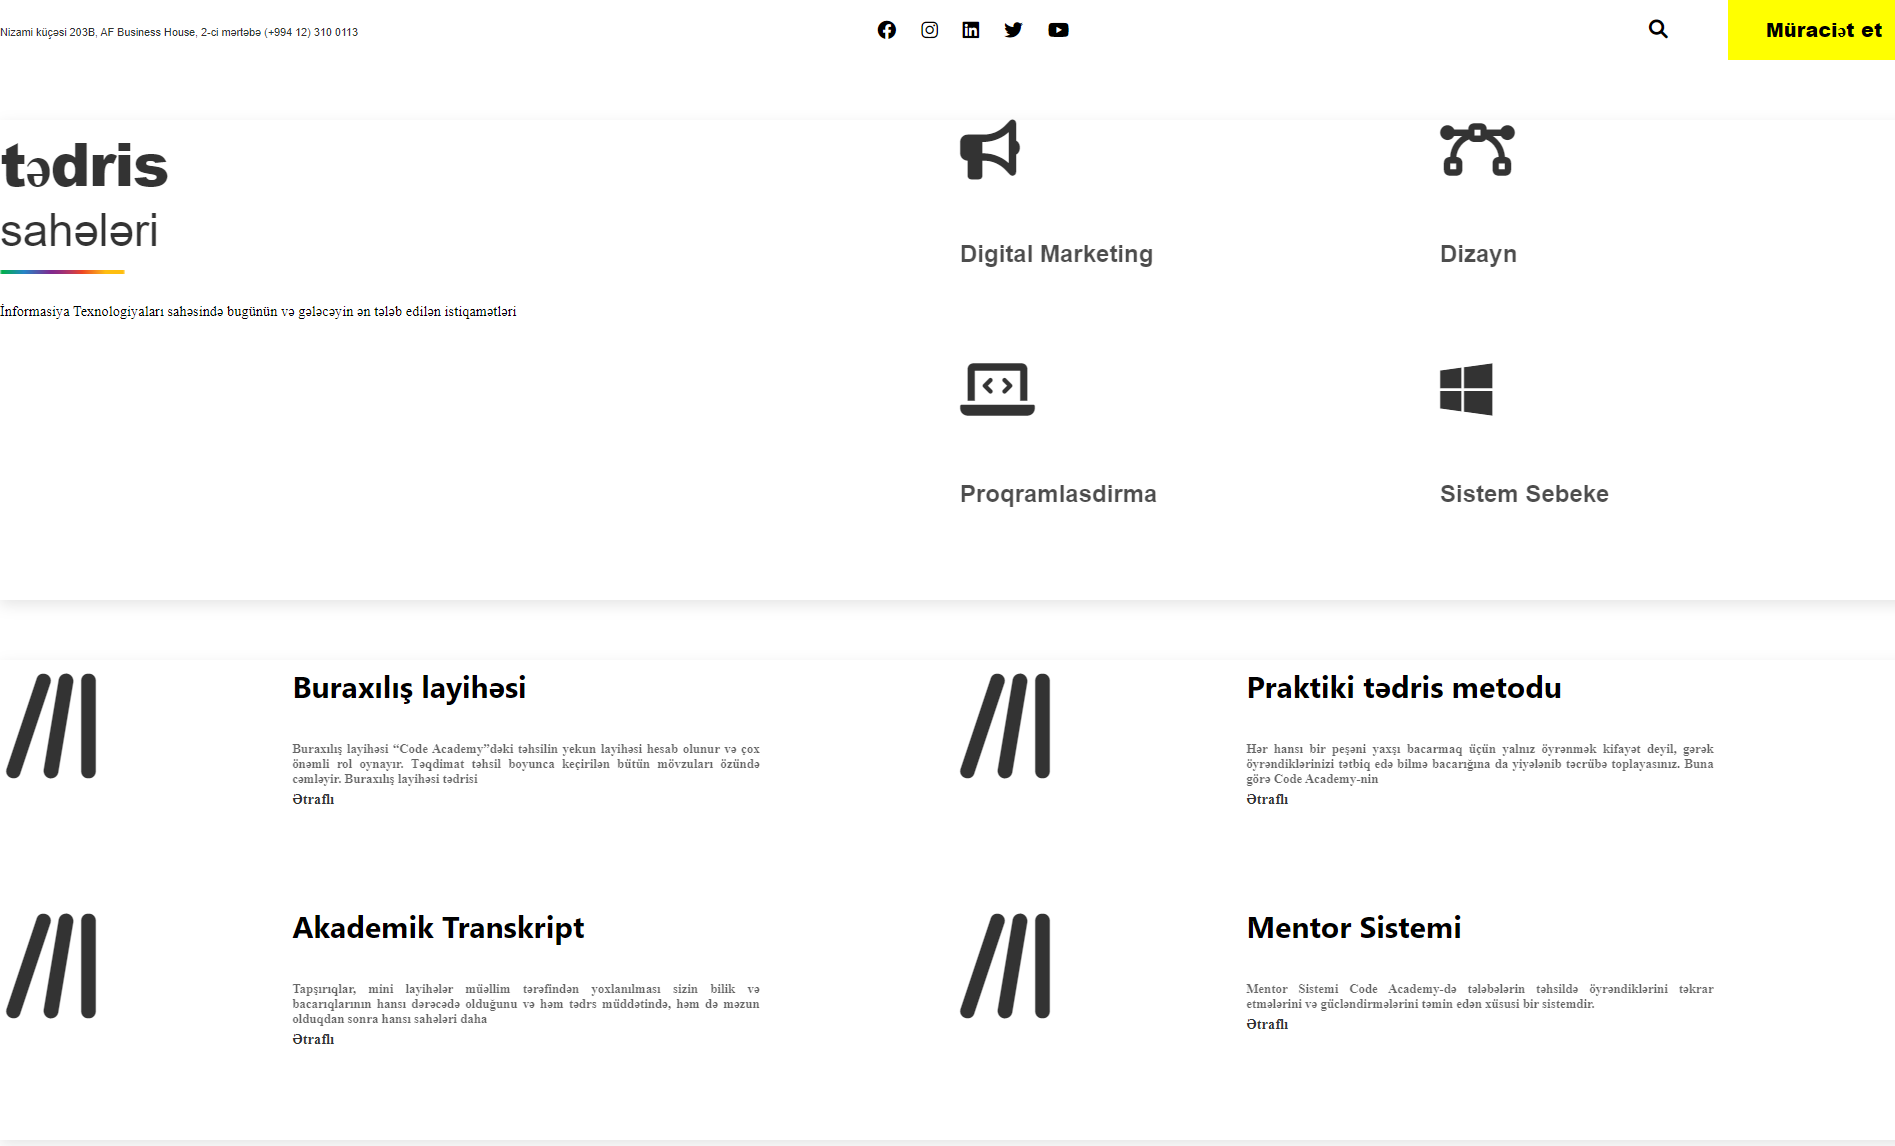 Nizami küçəsi 203B, AF Business House, 2-ci mərtəbə (+994 12) 310 0113
Müraciət et
tədris
sahələri
İnformasiya Texnologiyaları sahəsində bugünün və gələcəyin ən tələb edilən istiqamətləri
Digital Marketing
Dizayn
Proqramlasdirma
Sistem Sebeke
Buraxılış layihəsi
Buraxılış layihəsi “Code Academy”dəki təhsilin yekun layihəsi hesab olunur və çox
önəmli rol oynayır. Təqdimat təhsil boyunca keçirilən bütün mövzuları özündə
cəmləyir. Buraxılış layihəsi tədrisi
Ətraflı
Praktiki tədris metodu
Hər hansı bir peşəni yaxşı bacarmaq üçün yalnız öyrənmək kifayət deyil, gərək
öyrəndiklərinizi tətbiq edə bilmə bacarığına da yiyələnib təcrübə toplayasınız. Buna
görə Code Academy-nin
Ətraflı
Akademik Transkript
Tapşırıqlar, mini layihələr müəllim tərəfindən yoxlanılması sizin bilik və
bacarıqlarının hansı dərəcədə olduğunu və həm tədrs müddətində, həm də məzun
olduqdan sonra hansı sahələri daha
Ətraflı
Mentor Sistemi
Mentor Sistemi Code Academy-də tələbələrin təhsildə öyrəndiklərini təkrar
etmələrini və gücləndirmələrini təmin edən xüsusi bir sistemdir.
Ətraflı